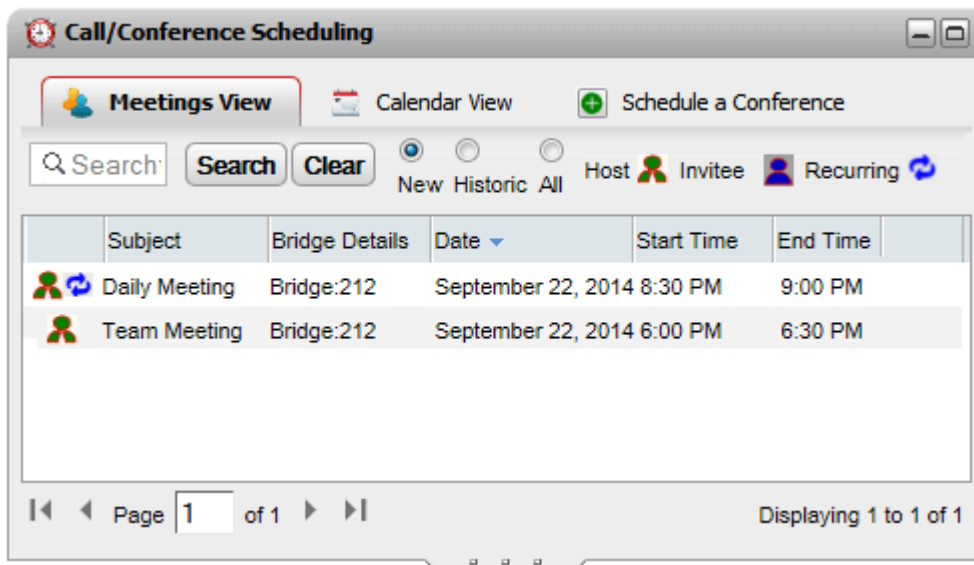 Call/Conference Scheduling
Meetings View Calendar View Schedule a Conference
Search Search Clear New Historic All Host Invitee Recurring
Subject Bridge Details Date Start Time End Time
Daily Meeting Bridge:212 September 22, 2014 8:30 PM 9:00 PM
Team Meeting Bridge:212 September 22, 2014 6:00 PM 6:30 PM
Page 1 of 1 Displaying 1 to 1 of 1